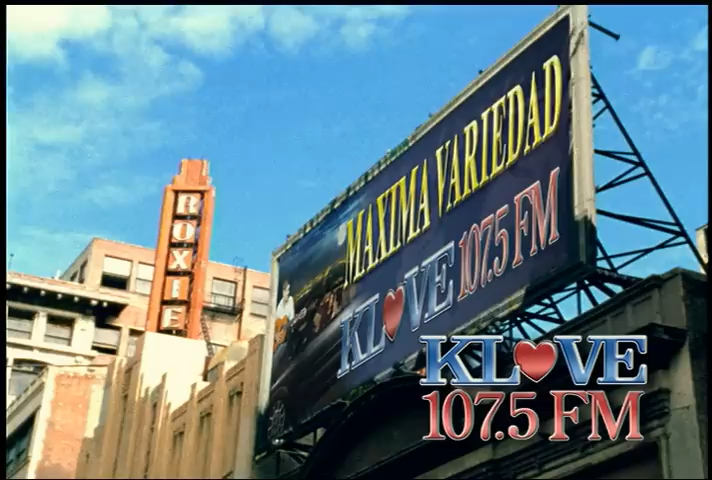 ROXIE
MAXIMA VARIEDAD
KLOVE 107.5 FM
KLOVE
107.5 FM